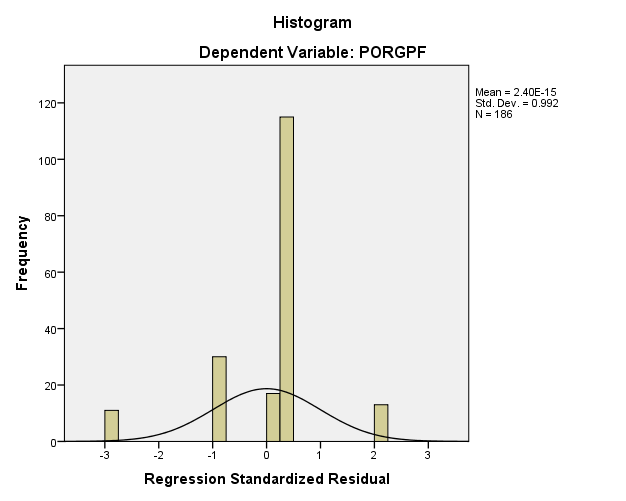 Histogram
Dependent Variable: PORGPF
Mean = 2.40E-15
Std. Dev. = 0.992
N = 186
120
100
80
60
40
20
0
Frequency
-3 -2 -1 0 1 2 3
Regression Standardized Residual